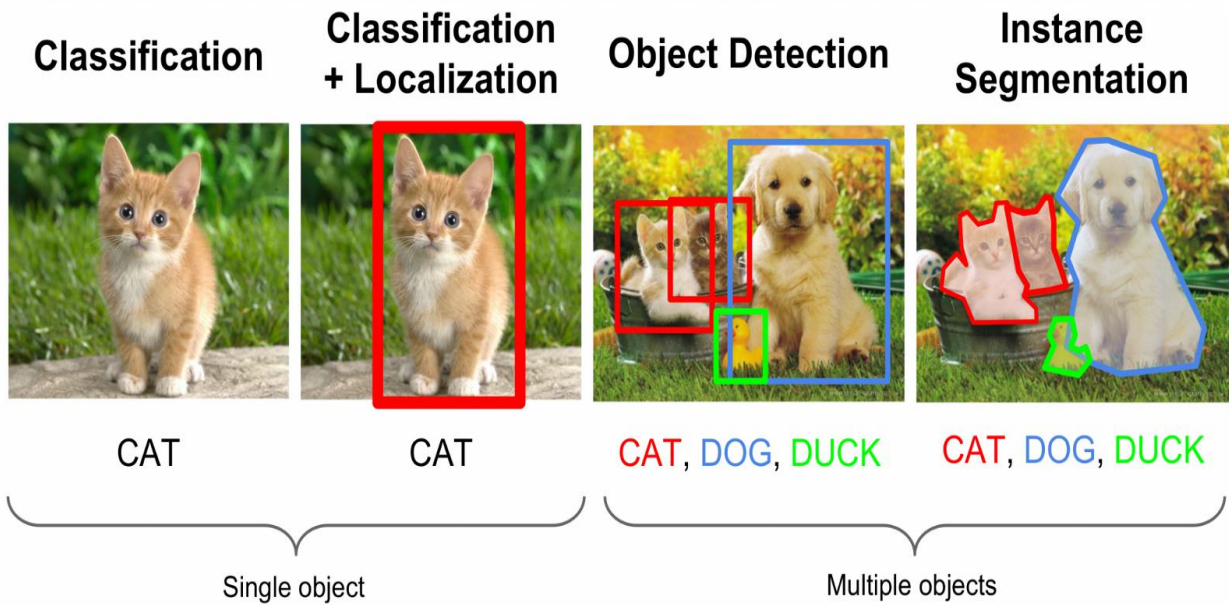 Classification
Classification
+ Localization
Object Detection
Instance
Segmentation
CAT
CAT
CAT, DOG, DUCK
CAT, DOG, DUCK
Single object
Multiple objects